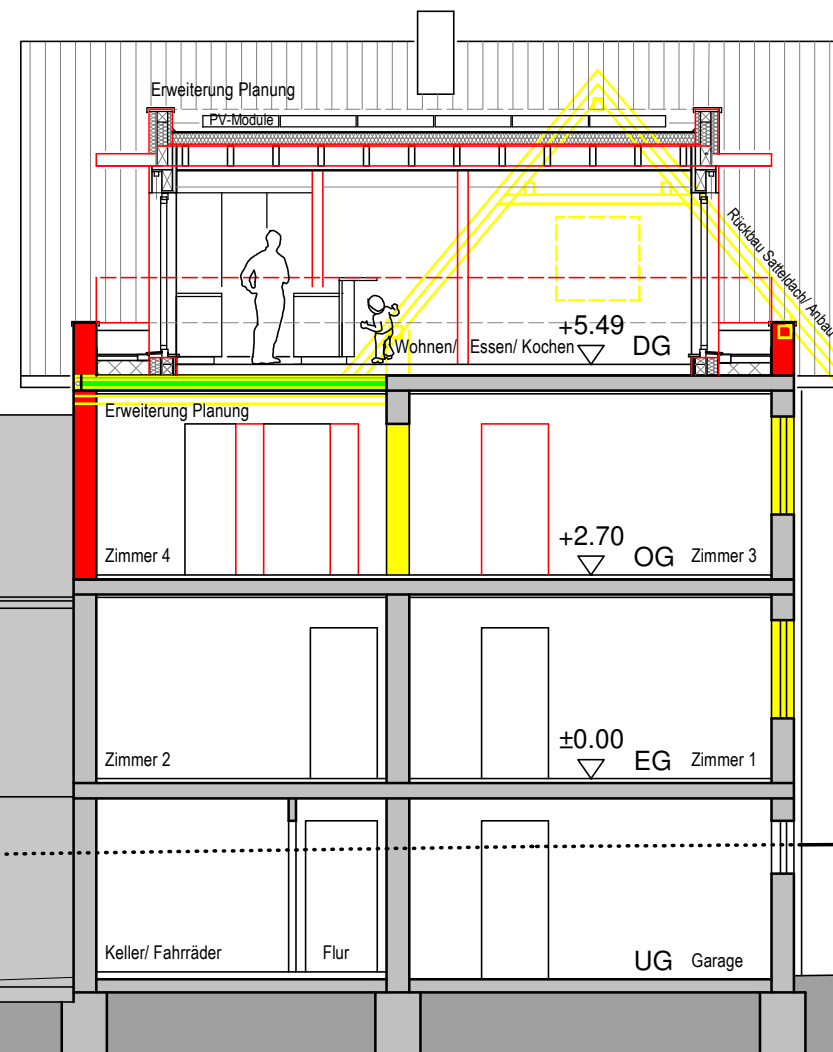 Erweiterung Planung
PV-Module
Rückbau Satteldach/ Anbau
+5.49
Wohnen/ Essen/ Kochen
DG
Erweiterung Planung
+2.70
Zimmer 4
OG
Zimmer 3
±0.00
Zimmer 2
EG
Zimmer 1
Keller/ Fahrräder
Flur
UG
Garage